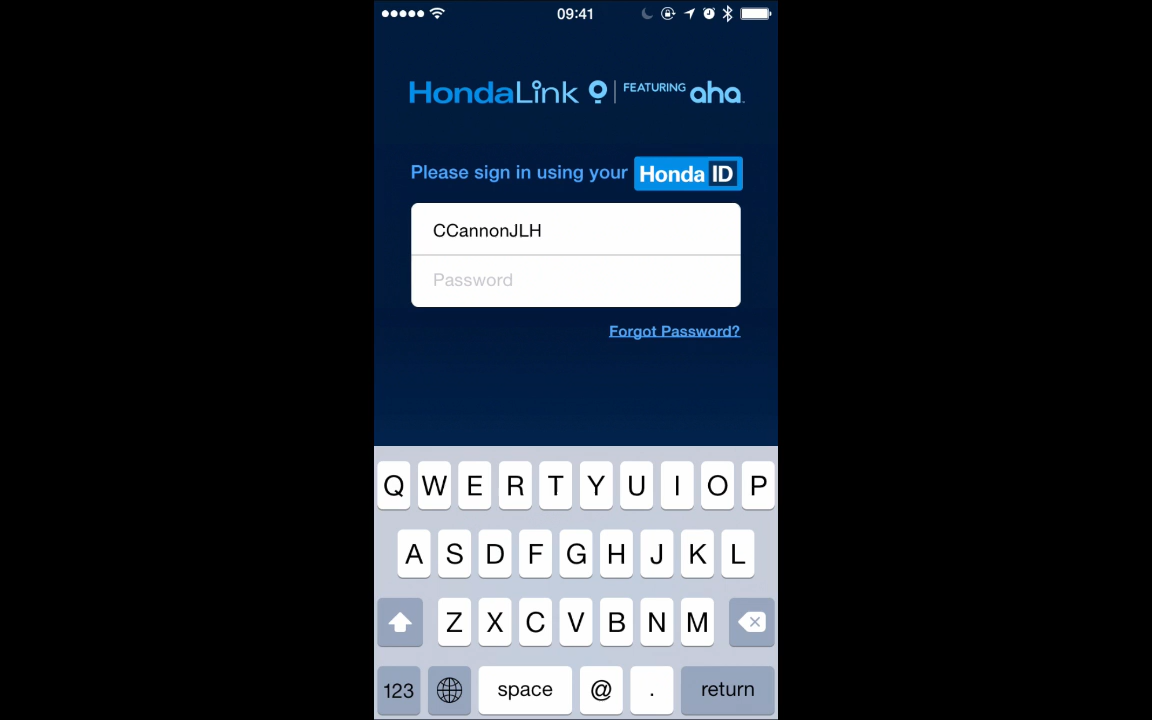 09:41
HondaLink FEATURING aha
Please sign in using your Honda ID
CCannonJLH
Password
Forgot Password?
Q W E R T Y U I O P
A S D F G H J K L
Z X C V B N M
123 space @ . return